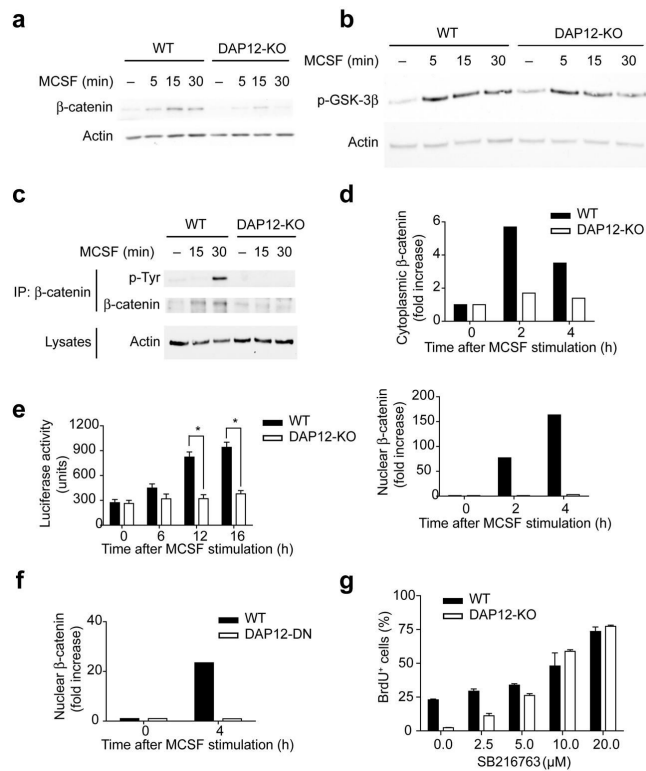 a
WT DAP12-KO
MCSF (min) – 5 15 30 – 5 15 30
β-catenin
Actin
b
WT DAP12-KO
MCSF (min) – 5 15 30 – 5 15 30
p-GSK-3β
Actin
c
WT DAP12-KO
MCSF (min) – 15 30 – 15 30
IP: β-catenin
p-Tyr
β-catenin
Lysates Actin
d
Cytoplasmic β-catenin
(fold increase)
6
4
2
0
WT
DAP12-KO
0 2 4
Time after MCSF stimulation (h)
Nuclear β-catenin
(fold increase)
200
150
100
50
0
0 2 4
Time after MCSF stimulation (h)
e
Luciferase activity
(units)
1200
900
600
300
0
WT
DAP12-KO
* *
0 6 12 16
Time after MCSF stimulation (h)
f
Nuclear β-catenin
(fold increase)
40
20
0
WT
DAP12-DN
0 4
Time after MCSF stimulation (h)
g
BrdU⁺ cells (%)
100
75
50
25
0
WT
DAP12-KO
0.0 2.5 5.0 10.0 20.0
SB216763 (μM)